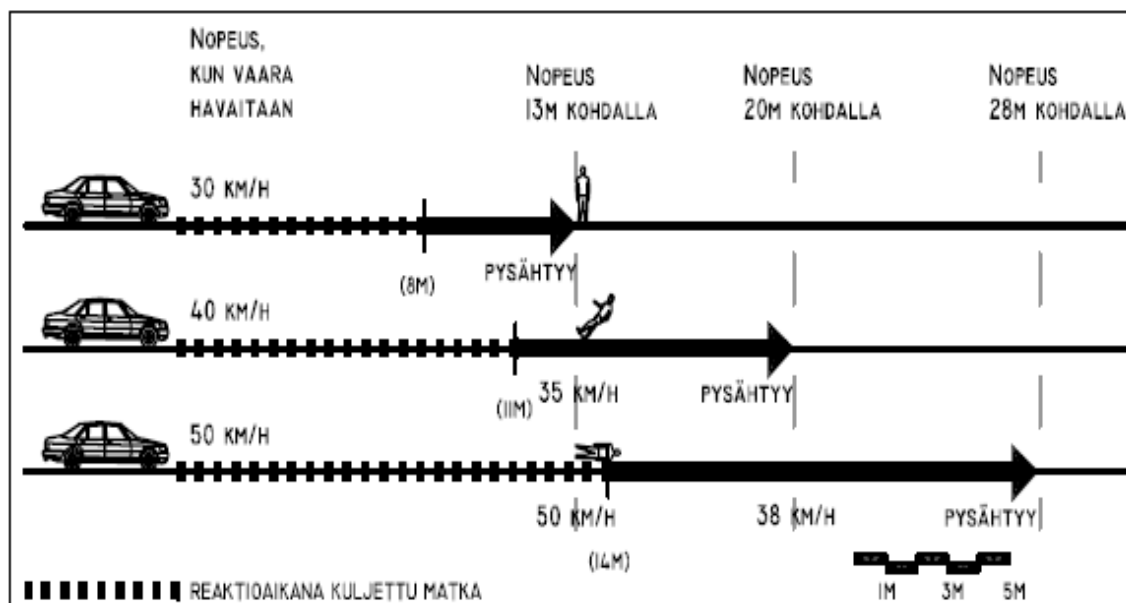 NOPEUS,
KUN VAARA
HAVAITAAN
NOPEUS
13M KOHDALLA
NOPEUS
20M KOHDALLA
NOPEUS
28M KOHDALLA
30 KM/H
(8M)
PYSÄHTYY
40 KM/H
(11M)
35 KM/H
PYSÄHTYY
50 KM/H
50 KM/H
38 KM/H
PYSÄHTYY
(14M)
REAKTIOAIKANA KULJETTU MATKA
1M 3M 5M